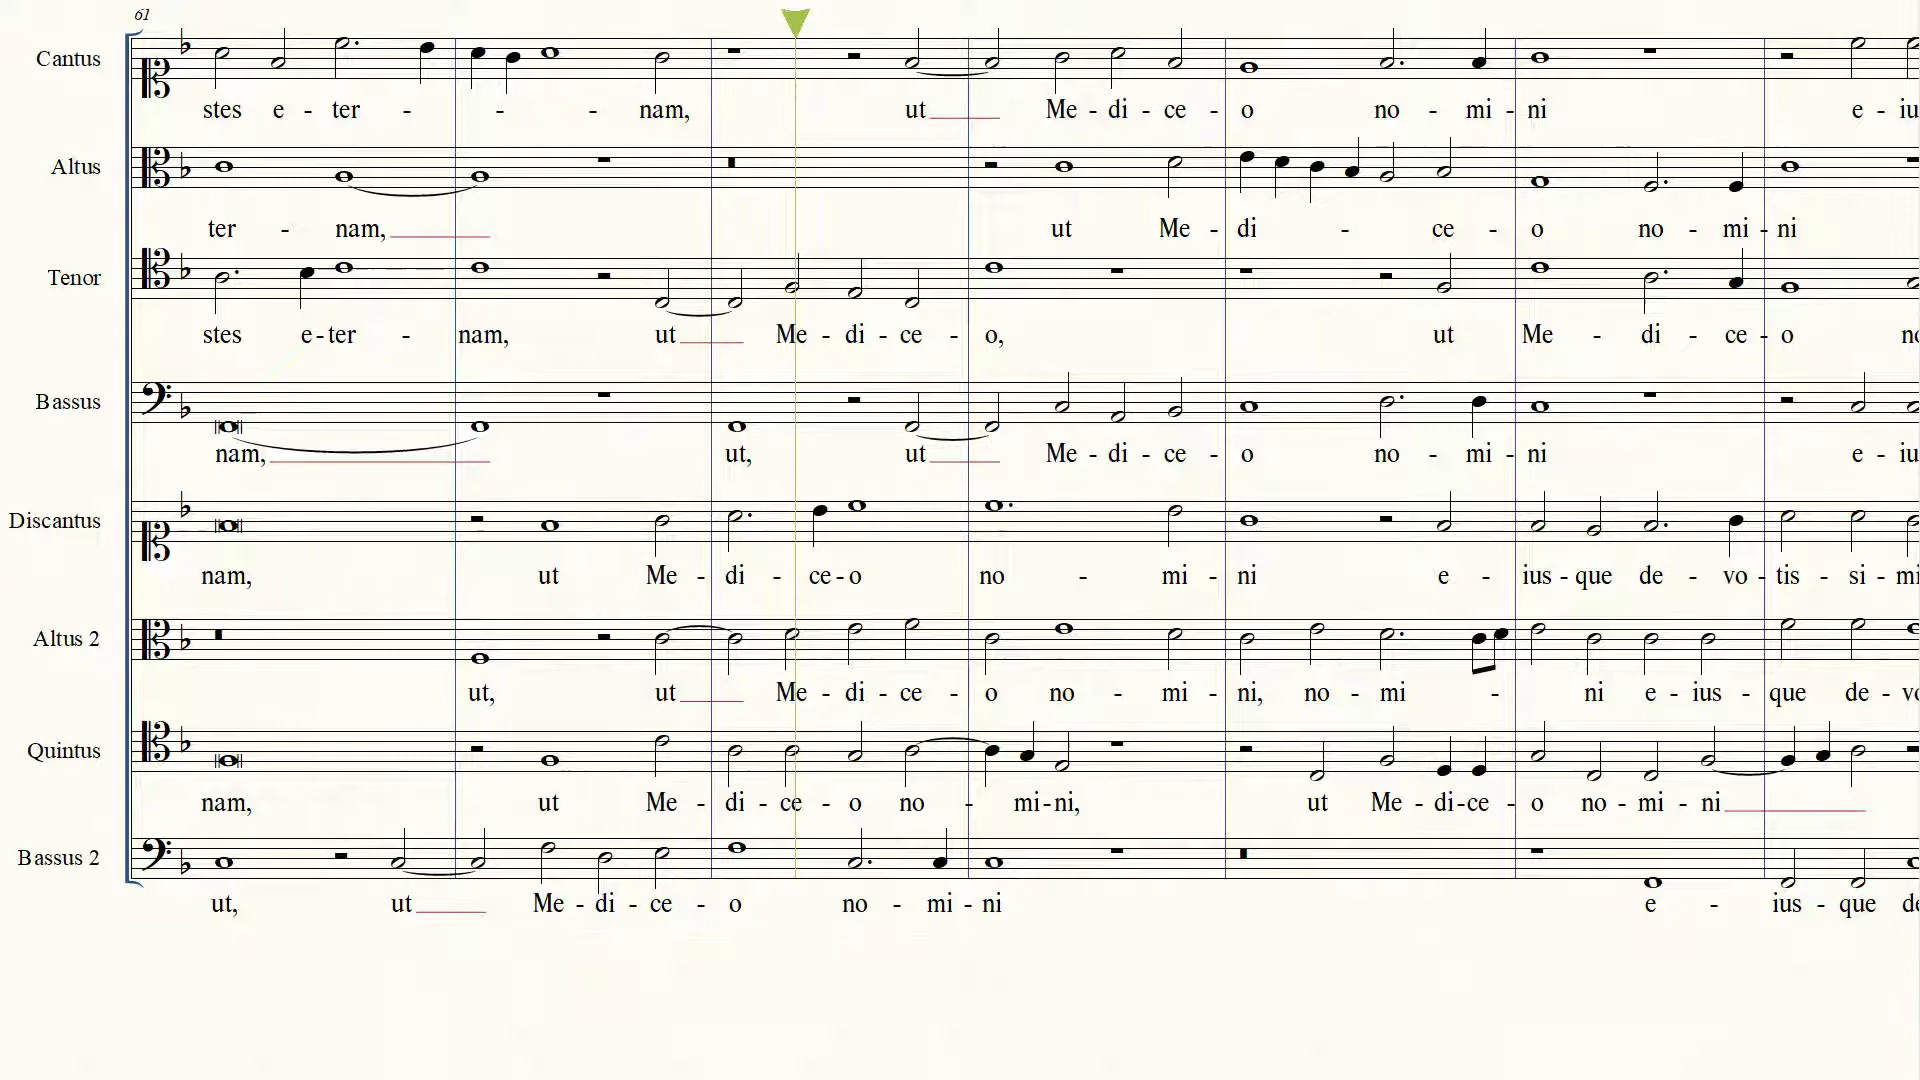 61
Cantus
stes e - ter - - - nam, ut Me - di - ce - o no - mi - ni e - iu
Altus
ter - nam, ut Me - di - ce - o no - mi - ni
Tenor
stes e - ter - nam, ut Me - di - ce - o, ut Me - di - ce - o no
Bassus
nam, ut, ut Me - di - ce - o no - mi - ni e - iu
Discantus
nam, ut Me - di - ce - o no - mi - ni e - ius - que de - vo - tis - si - mi
Altus 2
ut, ut Me - di - ce - o no - mi - ni, no - mi - ni e - ius - que de - vo
Quintus
nam, ut Me - di - ce - o no - mi - ni, ut Me - di - ce - o no - mi - ni
Bassus 2
ut, ut Me - di - ce - o no - mi - ni e - ius - que de